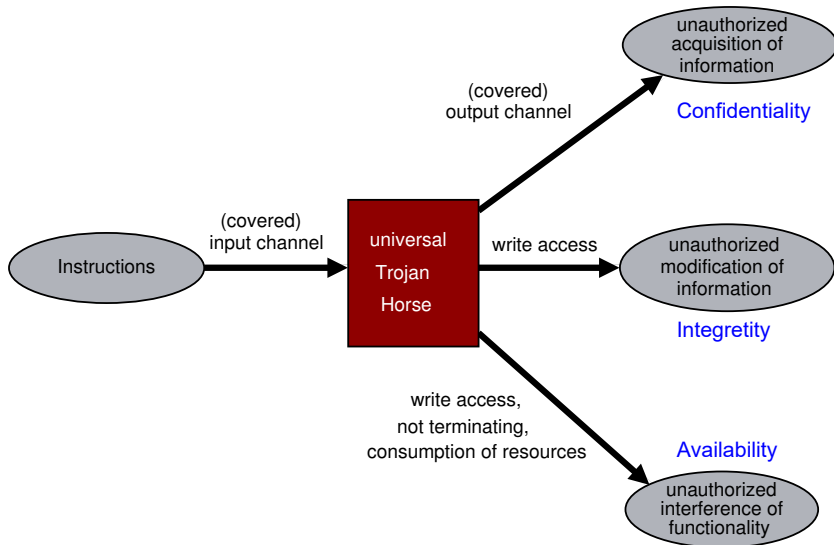 unauthorized
acquisition of
information
Confidentiality
(covered)
output channel
Instructions
(covered)
input channel
universal
Trojan
Horse
write access
unauthorized
modification of
information
Integretity
write access,
not terminating,
consumption of resources
Availability
unauthorized
interference of
functionality